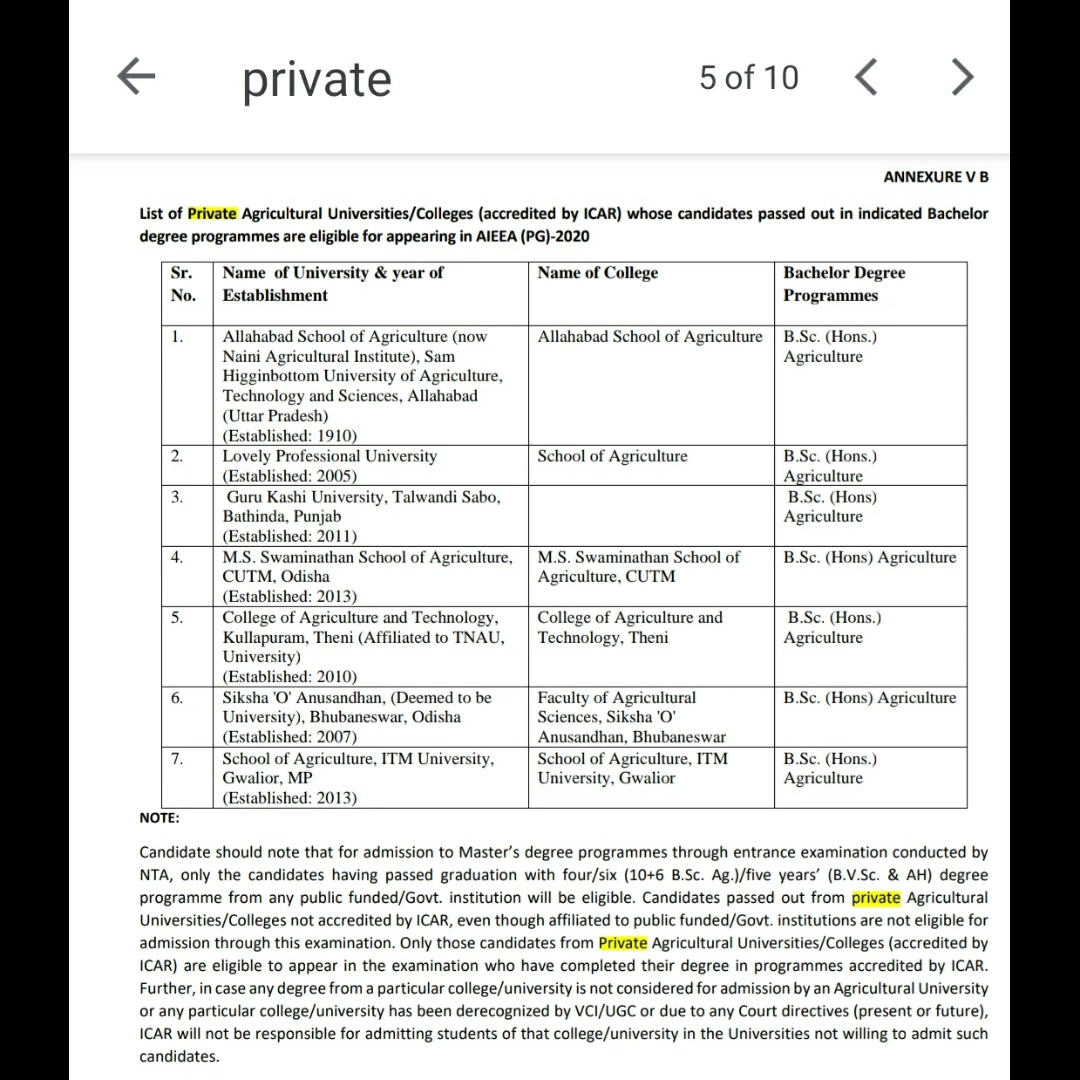 private
5 of 10
ANNEXURE V B
List of Private Agricultural Universities/Colleges (accredited by ICAR) whose candidates passed out in indicated Bachelor
degree programmes are eligible for appearing in AIEEA (PG)-2020
Sr. No.
Name of University & year of Establishment
Name of College
Bachelor Degree Programmes
1.
Allahabad School of Agriculture (now
Naini Agricultural Institute), Sam
Higginbottom University of Agriculture,
Technology and Sciences, Allahabad
(Uttar Pradesh)
(Established: 1910)
Allahabad School of Agriculture
B.Sc. (Hons.)
Agriculture
2.
Lovely Professional University
(Established: 2005)
School of Agriculture
B.Sc. (Hons.)
Agriculture
3.
Guru Kashi University, Talwandi Sabo,
Bathinda, Punjab
(Established: 2011)
B.Sc. (Hons)
Agriculture
4.
M.S. Swaminathan School of Agriculture,
CUTM, Odisha
(Established: 2013)
M.S. Swaminathan School of
Agriculture, CUTM
B.Sc. (Hons) Agriculture
5.
College of Agriculture and Technology,
Kullapuram, Theni (Affiliated to TNAU,
University)
(Established: 2010)
College of Agriculture and
Technology, Theni
B.Sc. (Hons.)
Agriculture
6.
Siksha 'O' Anusandhan, (Deemed to be
University), Bhubaneswar, Odisha
(Established: 2007)
Faculty of Agricultural
Sciences, Siksha 'O'
Anusandhan, Bhubaneswar
B.Sc. (Hons) Agriculture
7.
School of Agriculture, ITM University,
Gwalior, MP
(Established: 2013)
School of Agriculture, ITM
University, Gwalior
B.Sc. (Hons.)
Agriculture
NOTE:
Candidate should note that for admission to Master's degree programmes through entrance examination conducted by
NTA, only the candidates having passed graduation with four/six (10+6 B.Sc. Ag.)/five years' (B.V.Sc. & AH) degree
programme from any public funded/Govt. institution will be eligible. Candidates passed out from private Agricultural
Universities/Colleges not accredited by ICAR, even though affiliated to public funded/Govt. institutions are not eligible for
admission through this examination. Only those candidates from Private Agricultural Universities/Colleges (accredited by
ICAR) are eligible to appear in the examination who have completed their degree in programmes accredited by ICAR.
Further, in case any degree from a particular college/university is not considered for admission by an Agricultural University
or any particular college/university has been derecognized by VCI/UGC or due to any Court directives (present or future),
ICAR will not be responsible for admitting students of that college/university in the Universities not willing to admit such
candidates.